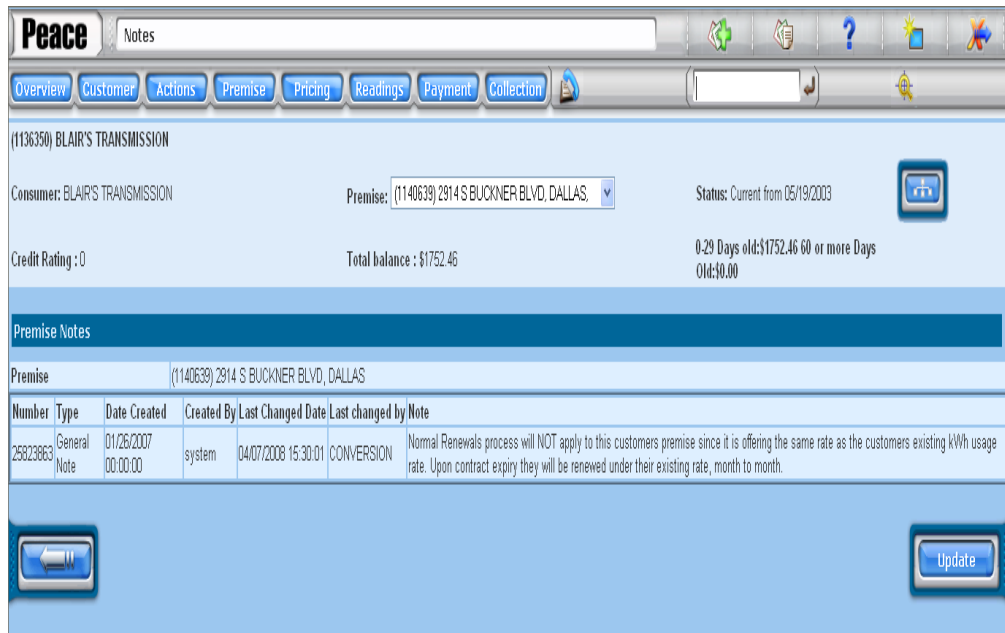 Peace Notes ?
Overview Customer Actions Premise Pricing Readings Payment Collection
(1136350) BLAIR'S TRANSMISSION
Consumer: BLAIR'S TRANSMISSION Premise: (1140639) 2914 S BUCKNER BLVD, DALLAS, Status: Current from 05/19/2003
Credit Rating : 0 Total balance : $1752.46 0-29 Days old:$1752.46 60 or more Days
Old:$0.00
Premise Notes
Premise (1140639) 2914 S BUCKNER BLVD, DALLAS
Number Type Date Created Created By Last Changed Date Last changed by Note
25823863 General Note 01/26/2007 00:00:00 system 04/07/2008 15:30:01 CONVERSION Normal Renewals process will NOT apply to this customers premise since it is offering the same rate as the customers existing kWh usage
rate. Upon contract expiry they will be renewed under their existing rate, month to month.
Update